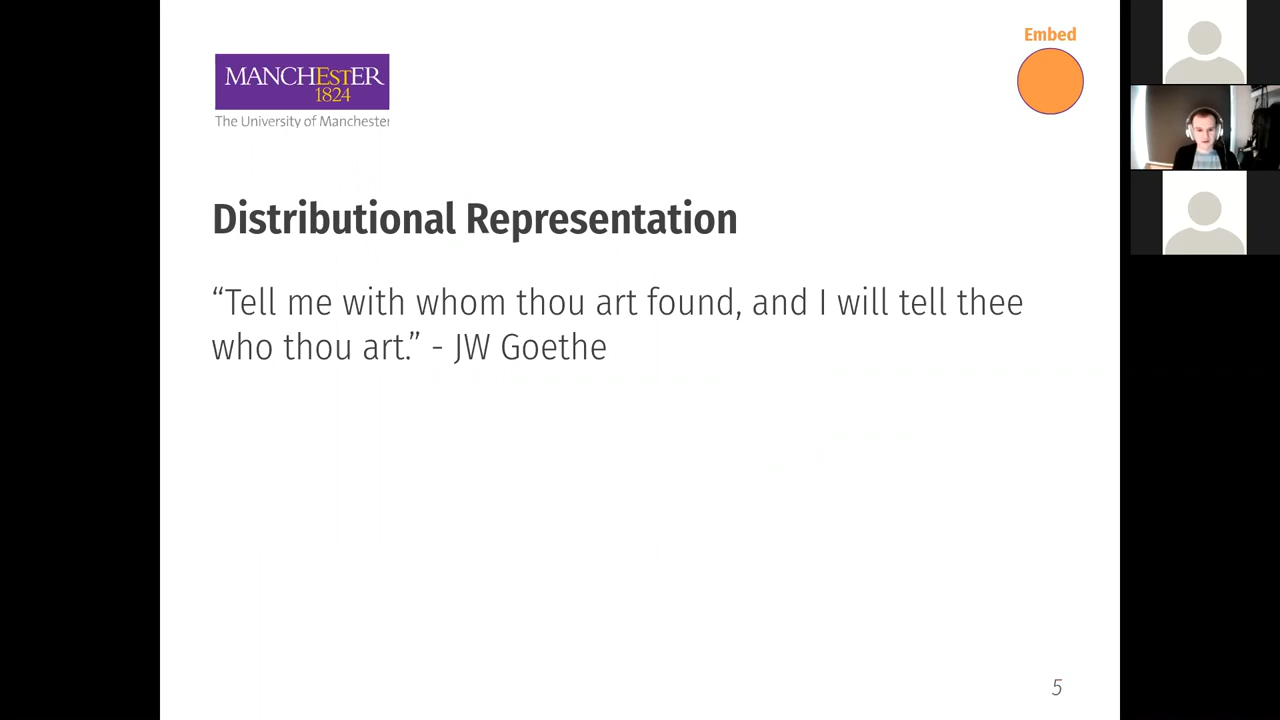 Embed
MANCHEsTER
1824
The University of Manchester
Distributional Representation
“Tell me with whom thou art found, and I will tell thee
who thou art.” - JW Goethe
5